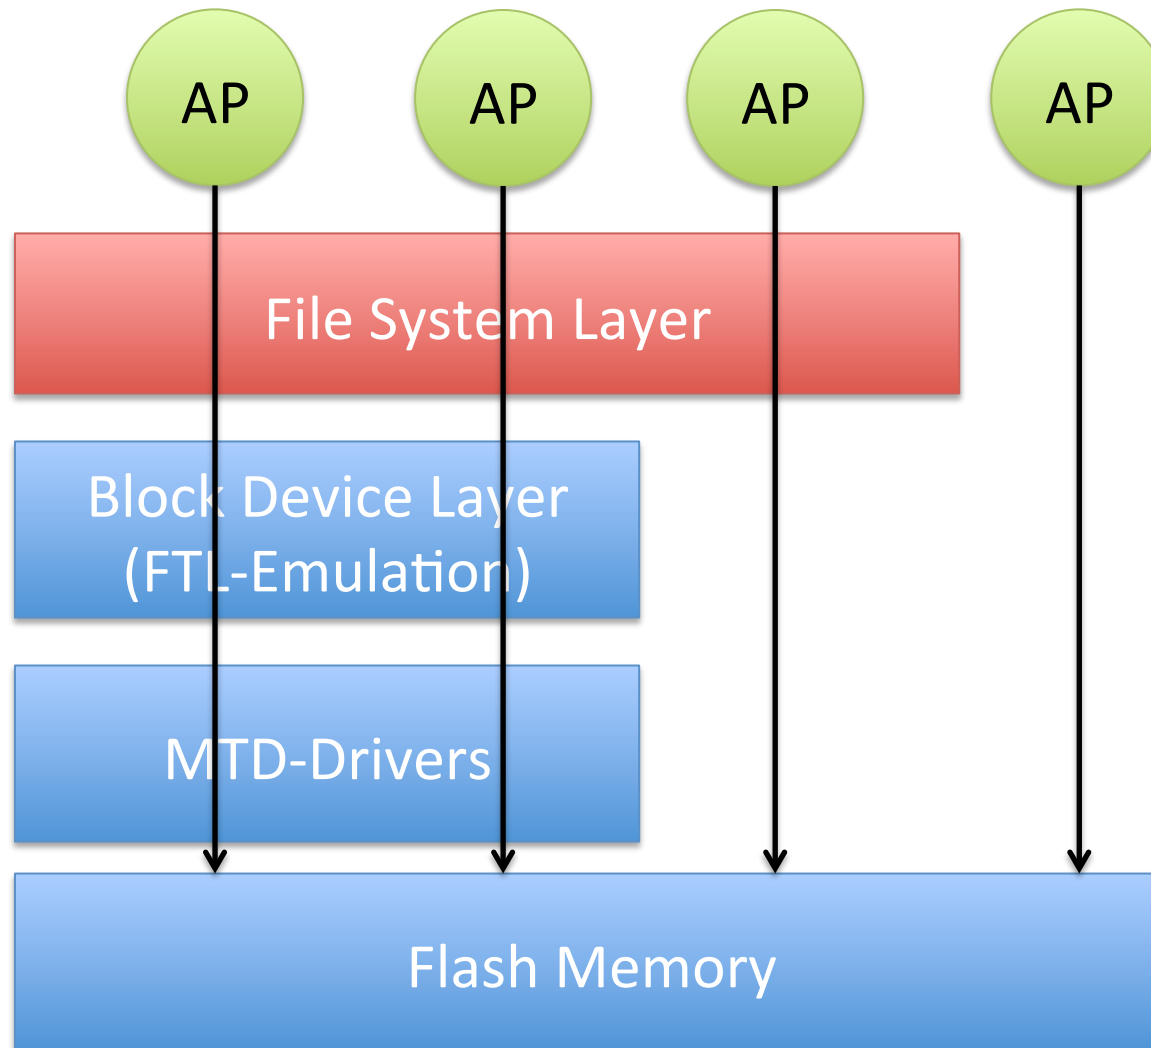 AP
AP
AP
AP
File System Layer
Block Device Layer
(FTL-Emulation)
MTD-Drivers
Flash Memory